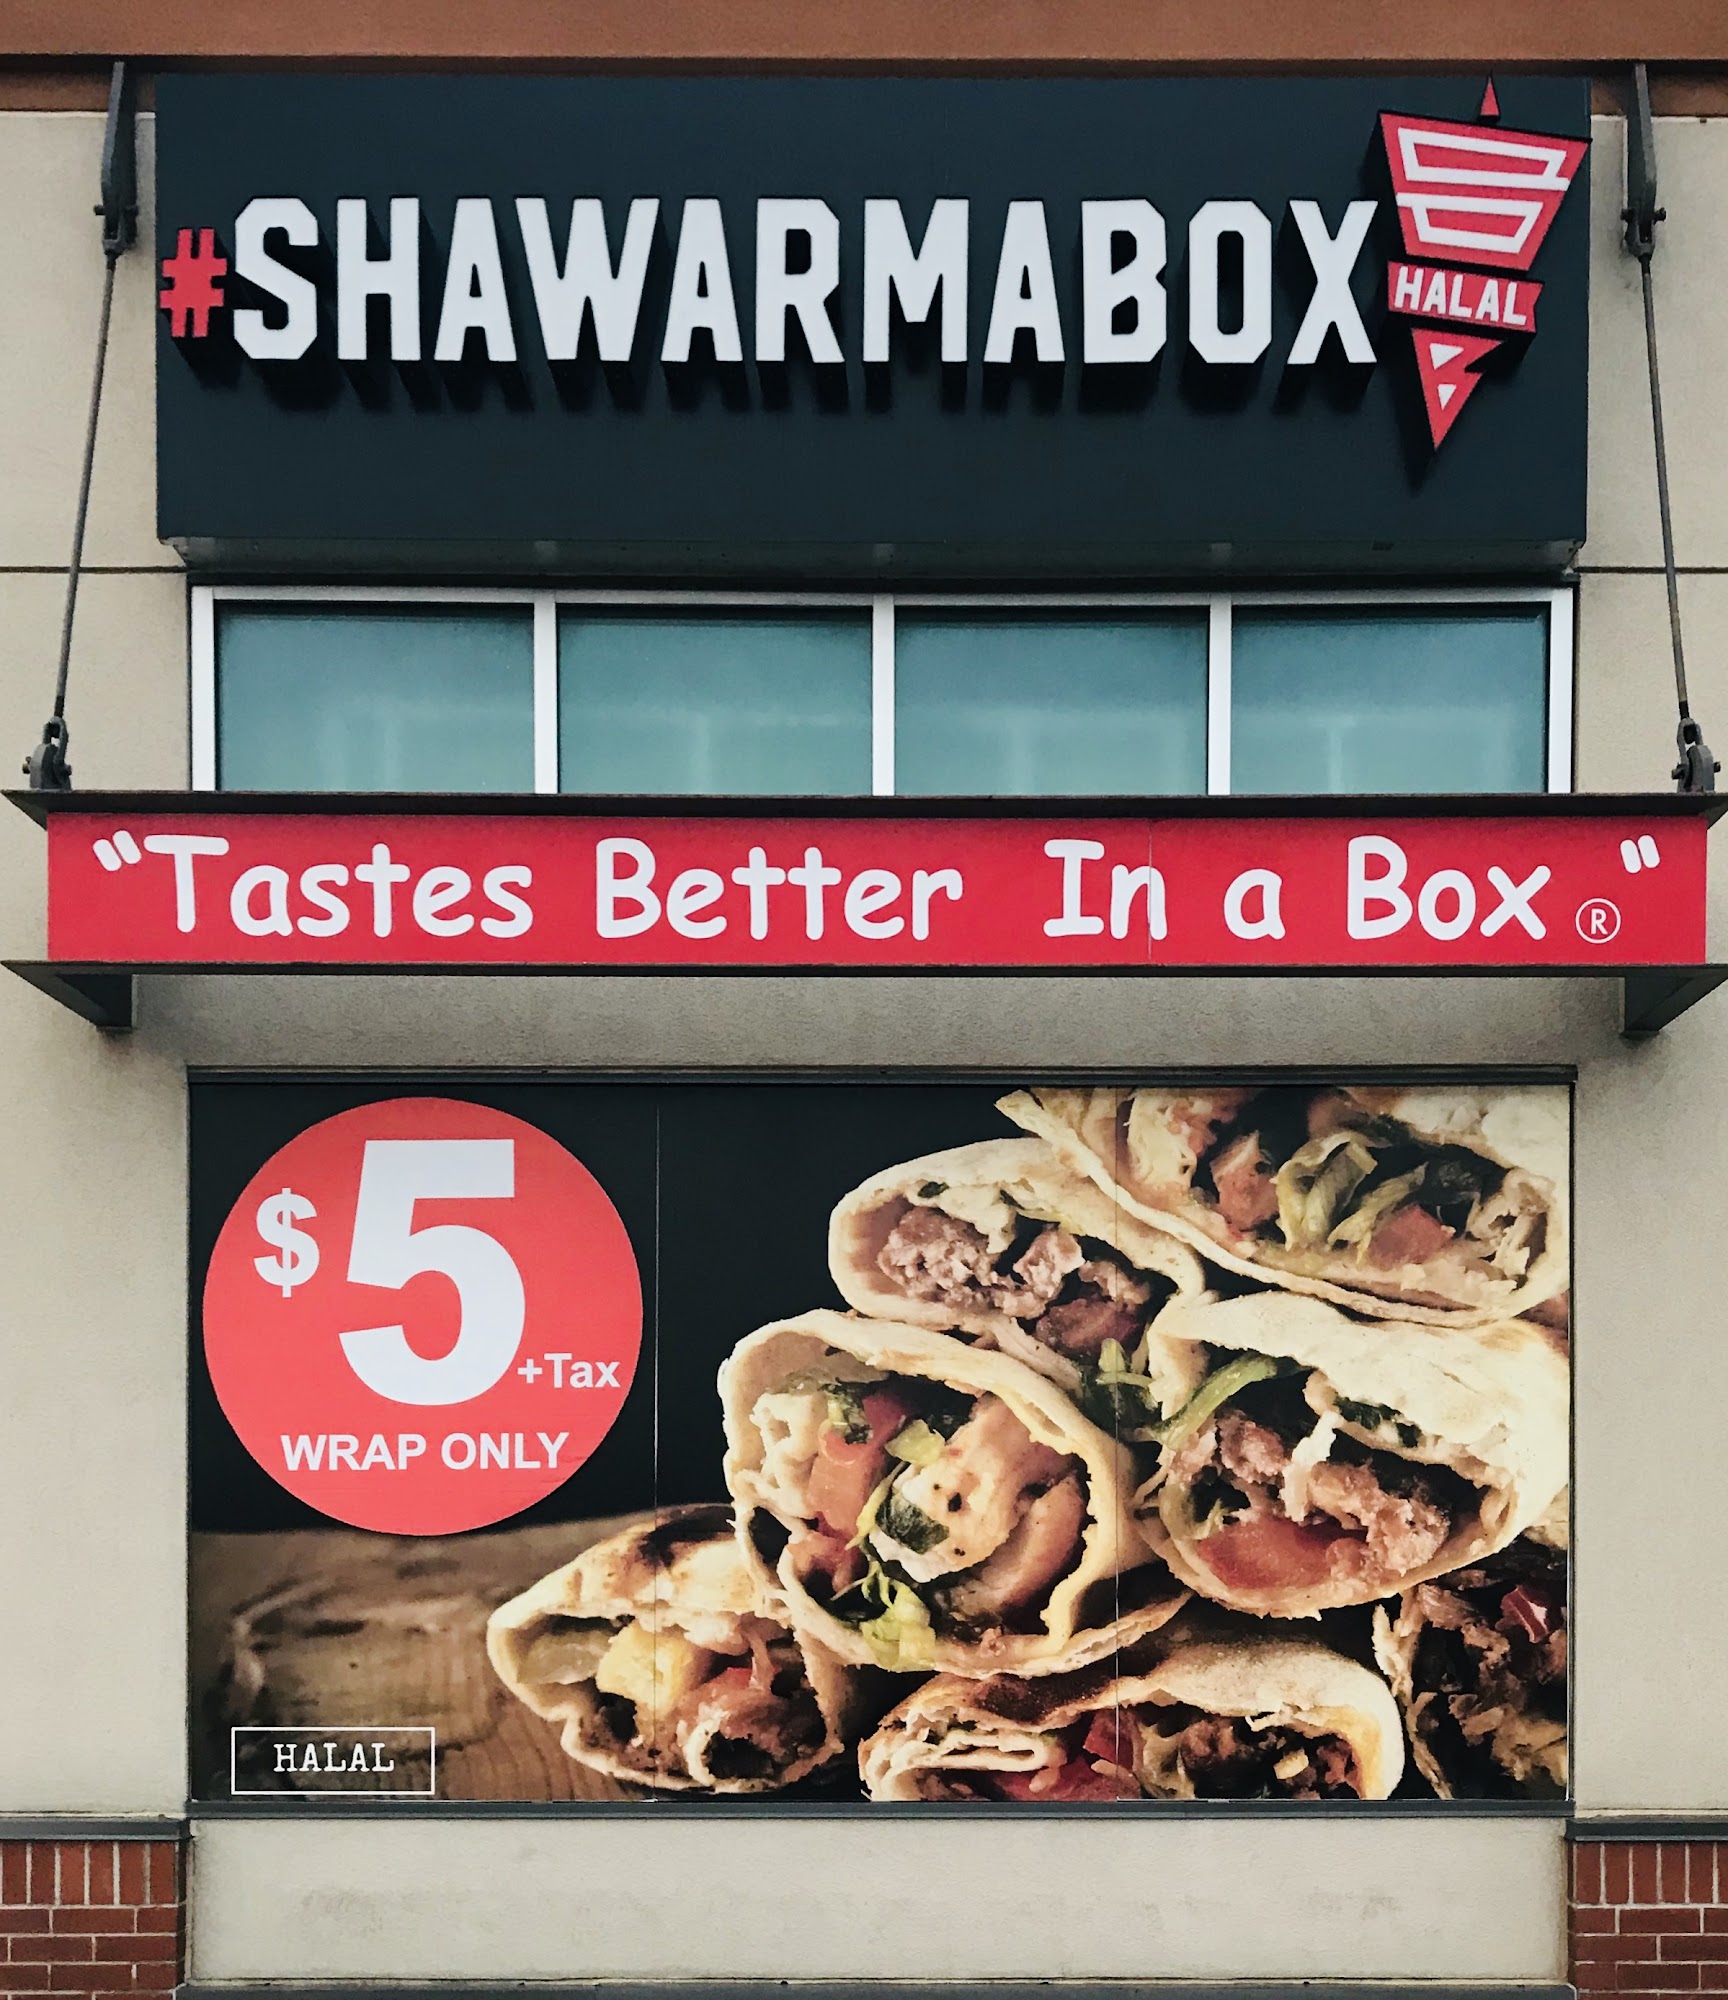 #SHAWARMABOX
HALAL
"Tastes Better In a Box ® "
$5 +Tax
WRAP ONLY
HALAL